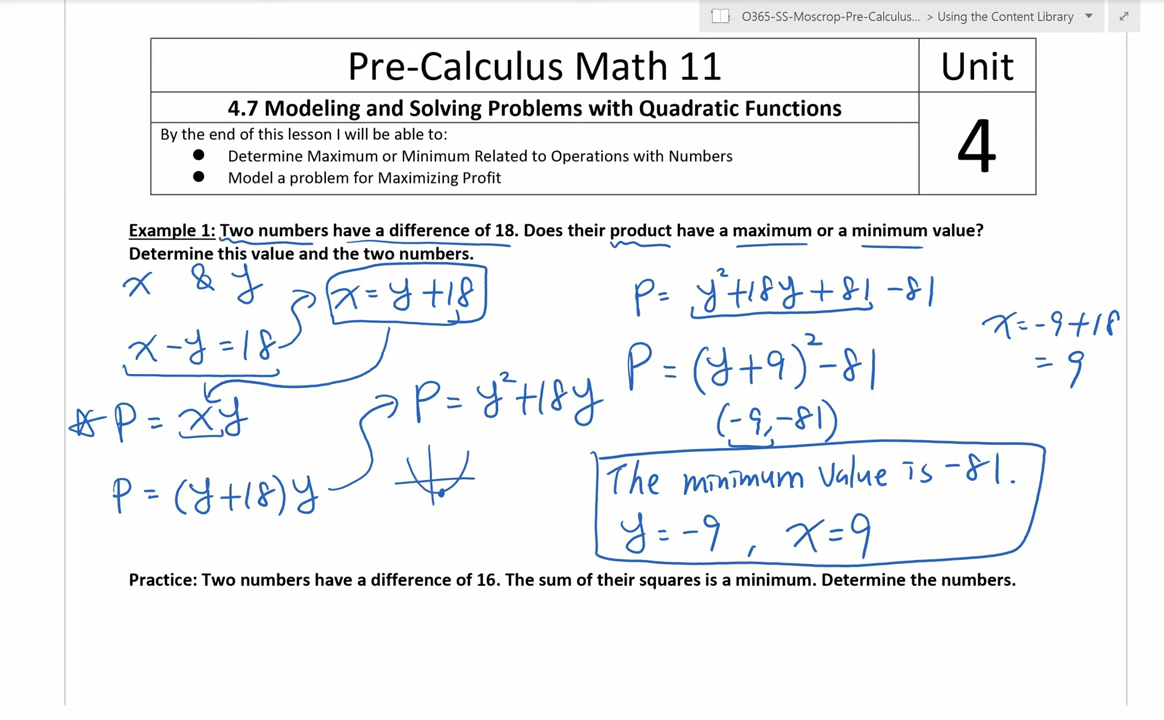 O365-SS-Moscrop-Pre-Calculus... > Using the Content Library
Pre-Calculus Math 11
Unit
4.7 Modeling and Solving Problems with Quadratic Functions
4
By the end of this lesson I will be able to:
● Determine Maximum or Minimum Related to Operations with Numbers
● Model a problem for Maximizing Profit
Example 1: Two numbers have a difference of 18. Does their product have a maximum or a minimum value?
Determine this value and the two numbers.
x & y
x = y + 18
x - y = 18
P = xy
P = (y+18)y
P = y² + 18y
P = y² + 18y + 81 - 81
P = (y+9)² - 81
(-9, -81)
x = -9 + 18
= 9
The minimum value is -81.
y = -9 , x = 9
Practice: Two numbers have a difference of 16. The sum of their squares is a minimum. Determine the numbers.